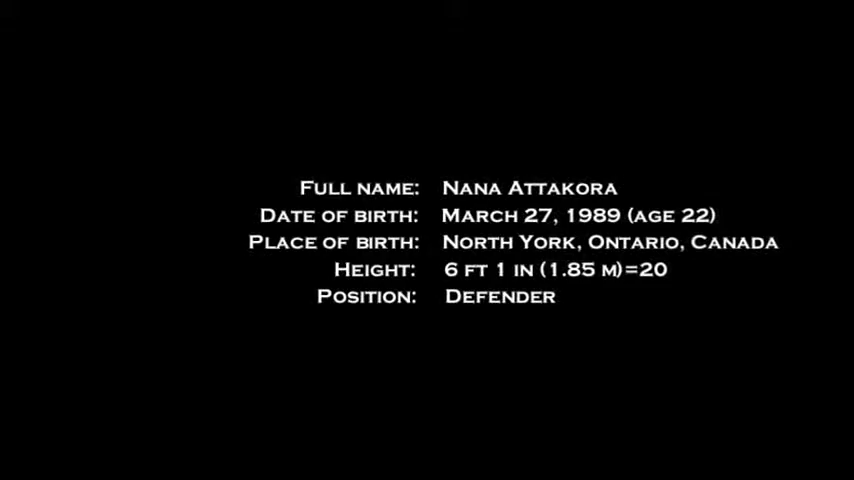 Full name: Nana Attakora
Date of birth: March 27, 1989 (age 22)
Place of birth: North York, Ontario, Canada
Height: 6 ft 1 in (1.85 m)=20
Position: Defender